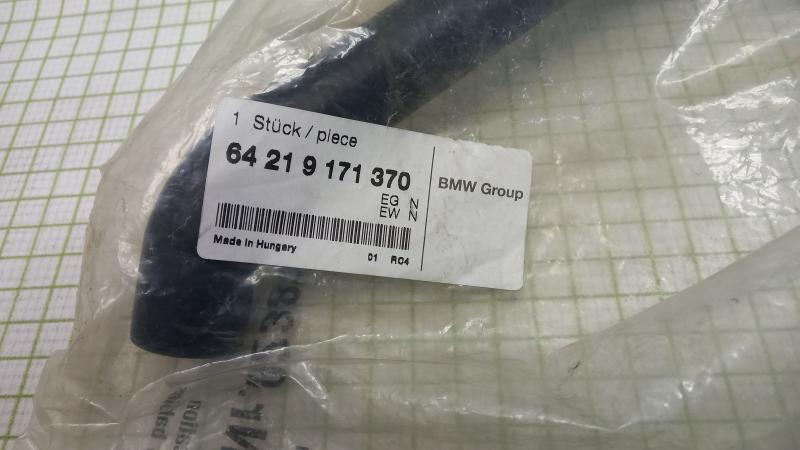 1 Stück / piece
64 21 9 171 370
EG N
EW N
Made in Hungary
01 R04
BMW Group